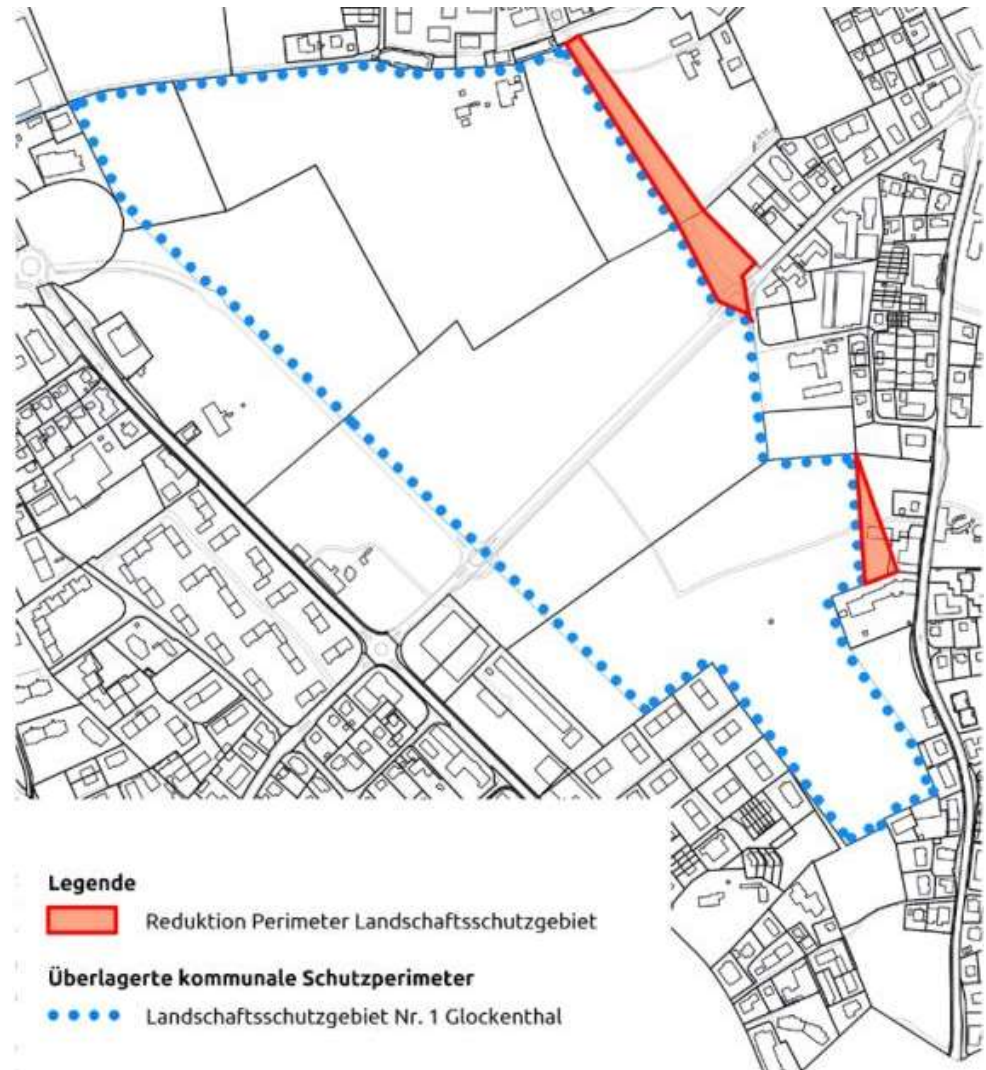 Legende
Reduktion Perimeter Landschaftsschutzgebiet
Überlagerte kommunale Schutzperimeter
Landschaftsschutzgebiet Nr. 1 Glockenthal